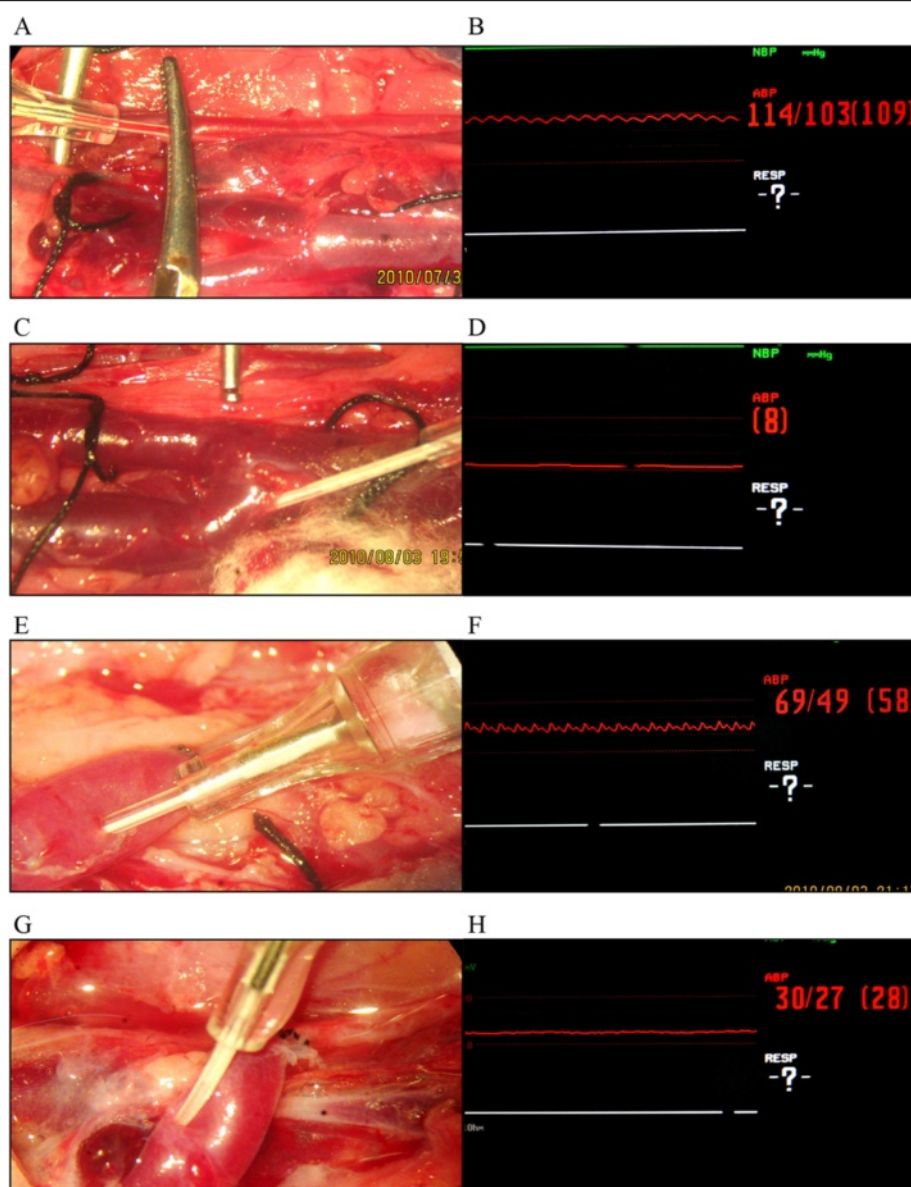 A
B
2010/07/3
NBP mmHg
ABP
114/103(109)
RESP
-?-
C
D
2010/08/03 19:5
NBP mmHg
ABP
(8)
RESP
-?-
E
F
ABP
69/49 (58
RESP
-?-
G
H
ABP
30/27 (28)
RESP
-?-